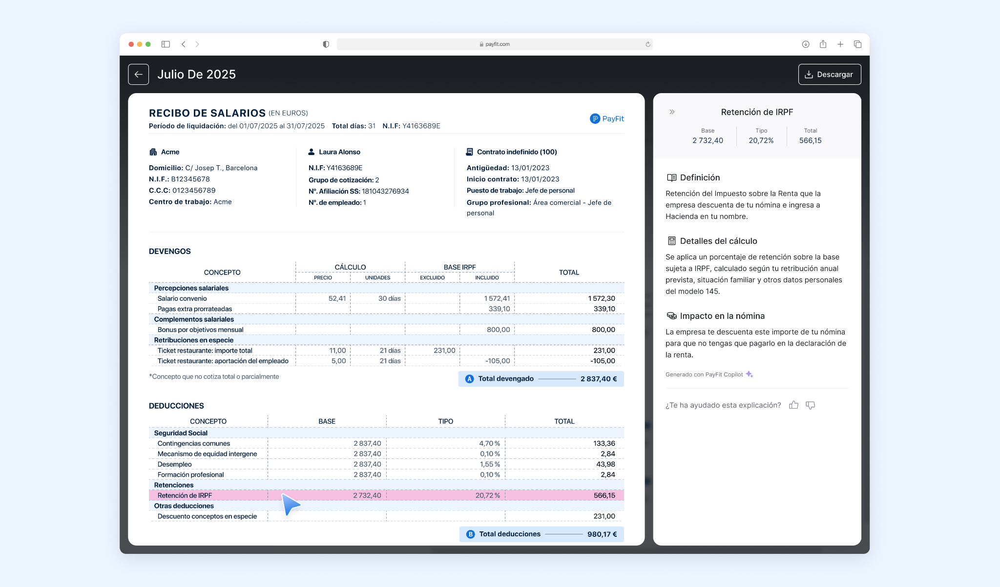 payfit.com
Julio De 2025
Descargar
RECIBO DE SALARIOS (EN EUROS)
Período de liquidación: del 01/07/2025 al 31/07/2025 Total días: 31 N.I.F: Y4163689E
PayFit
Acme
Domicilio: C/ Josep T., Barcelona
N.I.F.: B12345678
C.C.C: 0123456789
Centro de trabajo: Acme
Laura Alonso
N.I.F: Y4163689E
Grupo de cotización: 2
Nº. Afiliación SS: 181043276934
Nº. de empleado: 1
Contrato indefinido (100)
Antigüedad: 13/01/2023
Inicio contrato: 13/01/2023
Puesto de trabajo: Jefe de personal
Grupo profesional: Área comercial - Jefe de
personal
DEVENGOS
CONCEPTO CÁLCULO BASE IRPF TOTAL
PRECIO UNIDADES EXCLUIDO INCLUIDO
Percepciones salariales
Salario convenio 52,41 30 días 1 572,41 1 572,30
Pagas extra prorrateadas 339,10 339,10
Complementos salariales
Bonus por objetivos mensual 800,00 800,00
Retribuciones en especie
Ticket restaurante: importe total 11,00 21 días 231,00 231,00
Ticket restaurante: aportación del empleado 5,00 21 días -105,00 -105,00
*Concepto que no cotiza total o parcialmente
A Total devengado 2 837,40 €
DEDUCCIONES
CONCEPTO BASE TIPO TOTAL
Seguridad Social
Contingencias comunes 2 837,40 4,70 % 133,36
Mecanismo de equidad intergene 2 837,40 0,10 % 2,84
Desempleo 2 837,40 1,55 % 43,98
Formación profesional 2 837,40 0,10 % 2,84
Retenciones
Retención de IRPF 2 732,40 20,72 % 566,15
Otras deducciones
Descuento conceptos en especie 231,00
B Total deducciones 980,17 €
Retención de IRPF
Base Tipo Total
2 732,40 20,72% 566,15
Definición
Retención del Impuesto sobre la Renta que la
empresa descuenta de tu nómina e ingresa a
Hacienda en tu nombre.
Detalles del cálculo
Se aplica un porcentaje de retención sobre la base
sujeta a IRPF, calculado según tu retribución anual
prevista, situación familiar y otros datos personales
del modelo 145.
Impacto en la nómina
La empresa te descuenta este importe de tu nómina
para que no tengas que pagarlo en la declaración de
la renta.
Generado con PayFit Copilot
¿Te ha ayudado esta explicación?